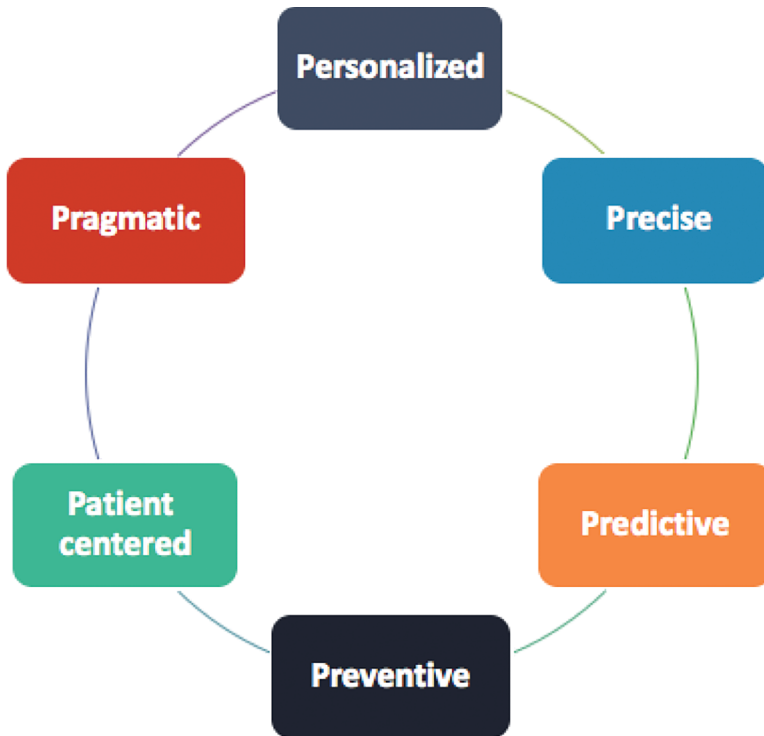 Personalized
Precise
Predictive
Preventive
Patient
centered
Pragmatic